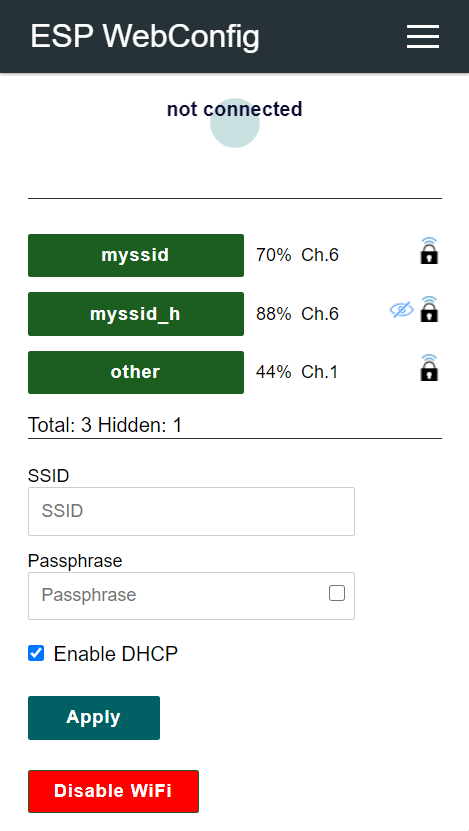 ESP WebConfig
not connected
myssid 70% Ch.6
myssid_h 88% Ch.6
other 44% Ch.1
Total: 3 Hidden: 1
SSID
SSID
Passphrase
Passphrase
Enable DHCP
Apply
Disable WiFi